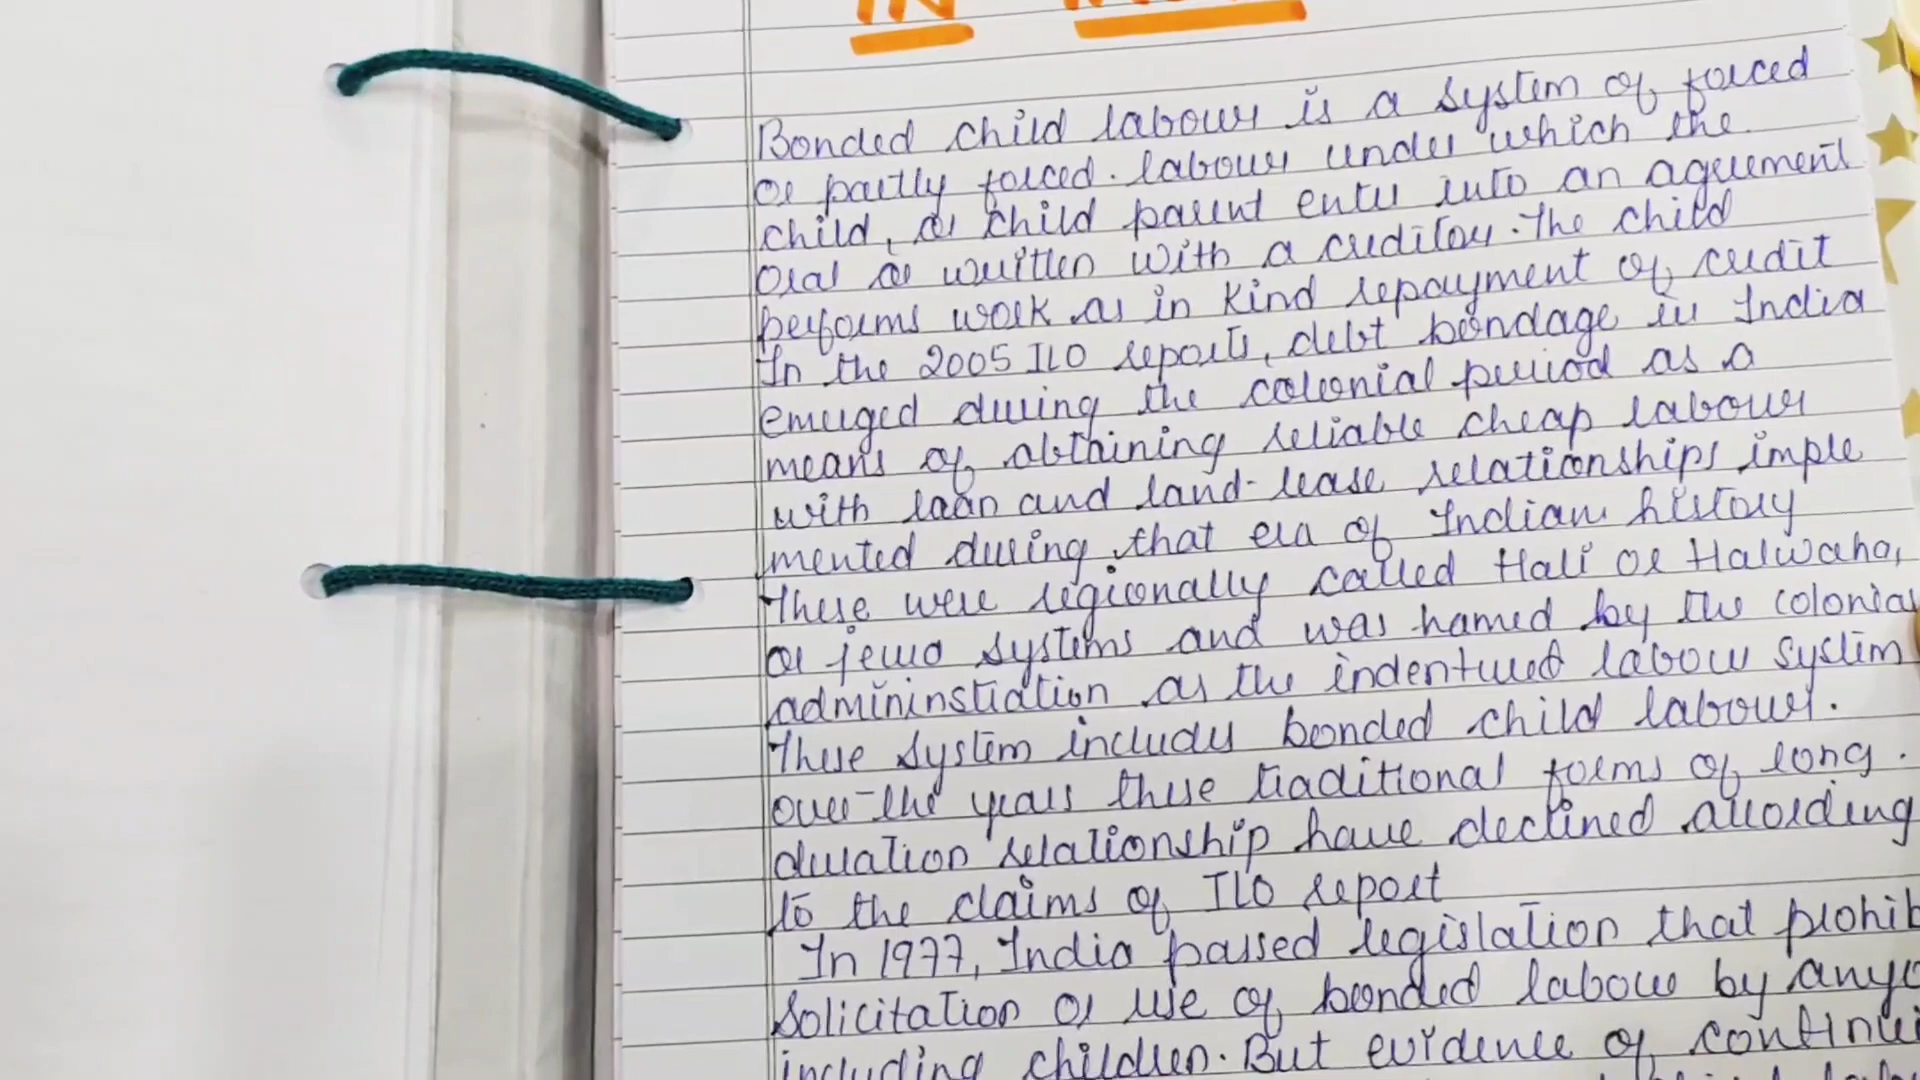 IN
Bonded child labour is a system of forced
or partly forced. labour under which the
child, or child parent enter into an agreement
oral or written with a creditor. The child
performs work as in kind repayment of credit
In the 2005 ILO reports, debt bondage in India
emerged during the colonial period as a
means of obtaining reliable cheap labour
with loan and land-lease relationships imple
mented during that era of Indian history
These were regionally called Hali or Halwaha,
or jewra systems and was named by the colonial
admininstration as the indentured labour system
These system includes bonded child labour.
over the years these traditional forms of long.
duration relationship have declined according
to the claims of ILO report
In 1977, India passed legislation that prohib
solicitation or use of bonded labour by anyo
including children. But evidence of continui